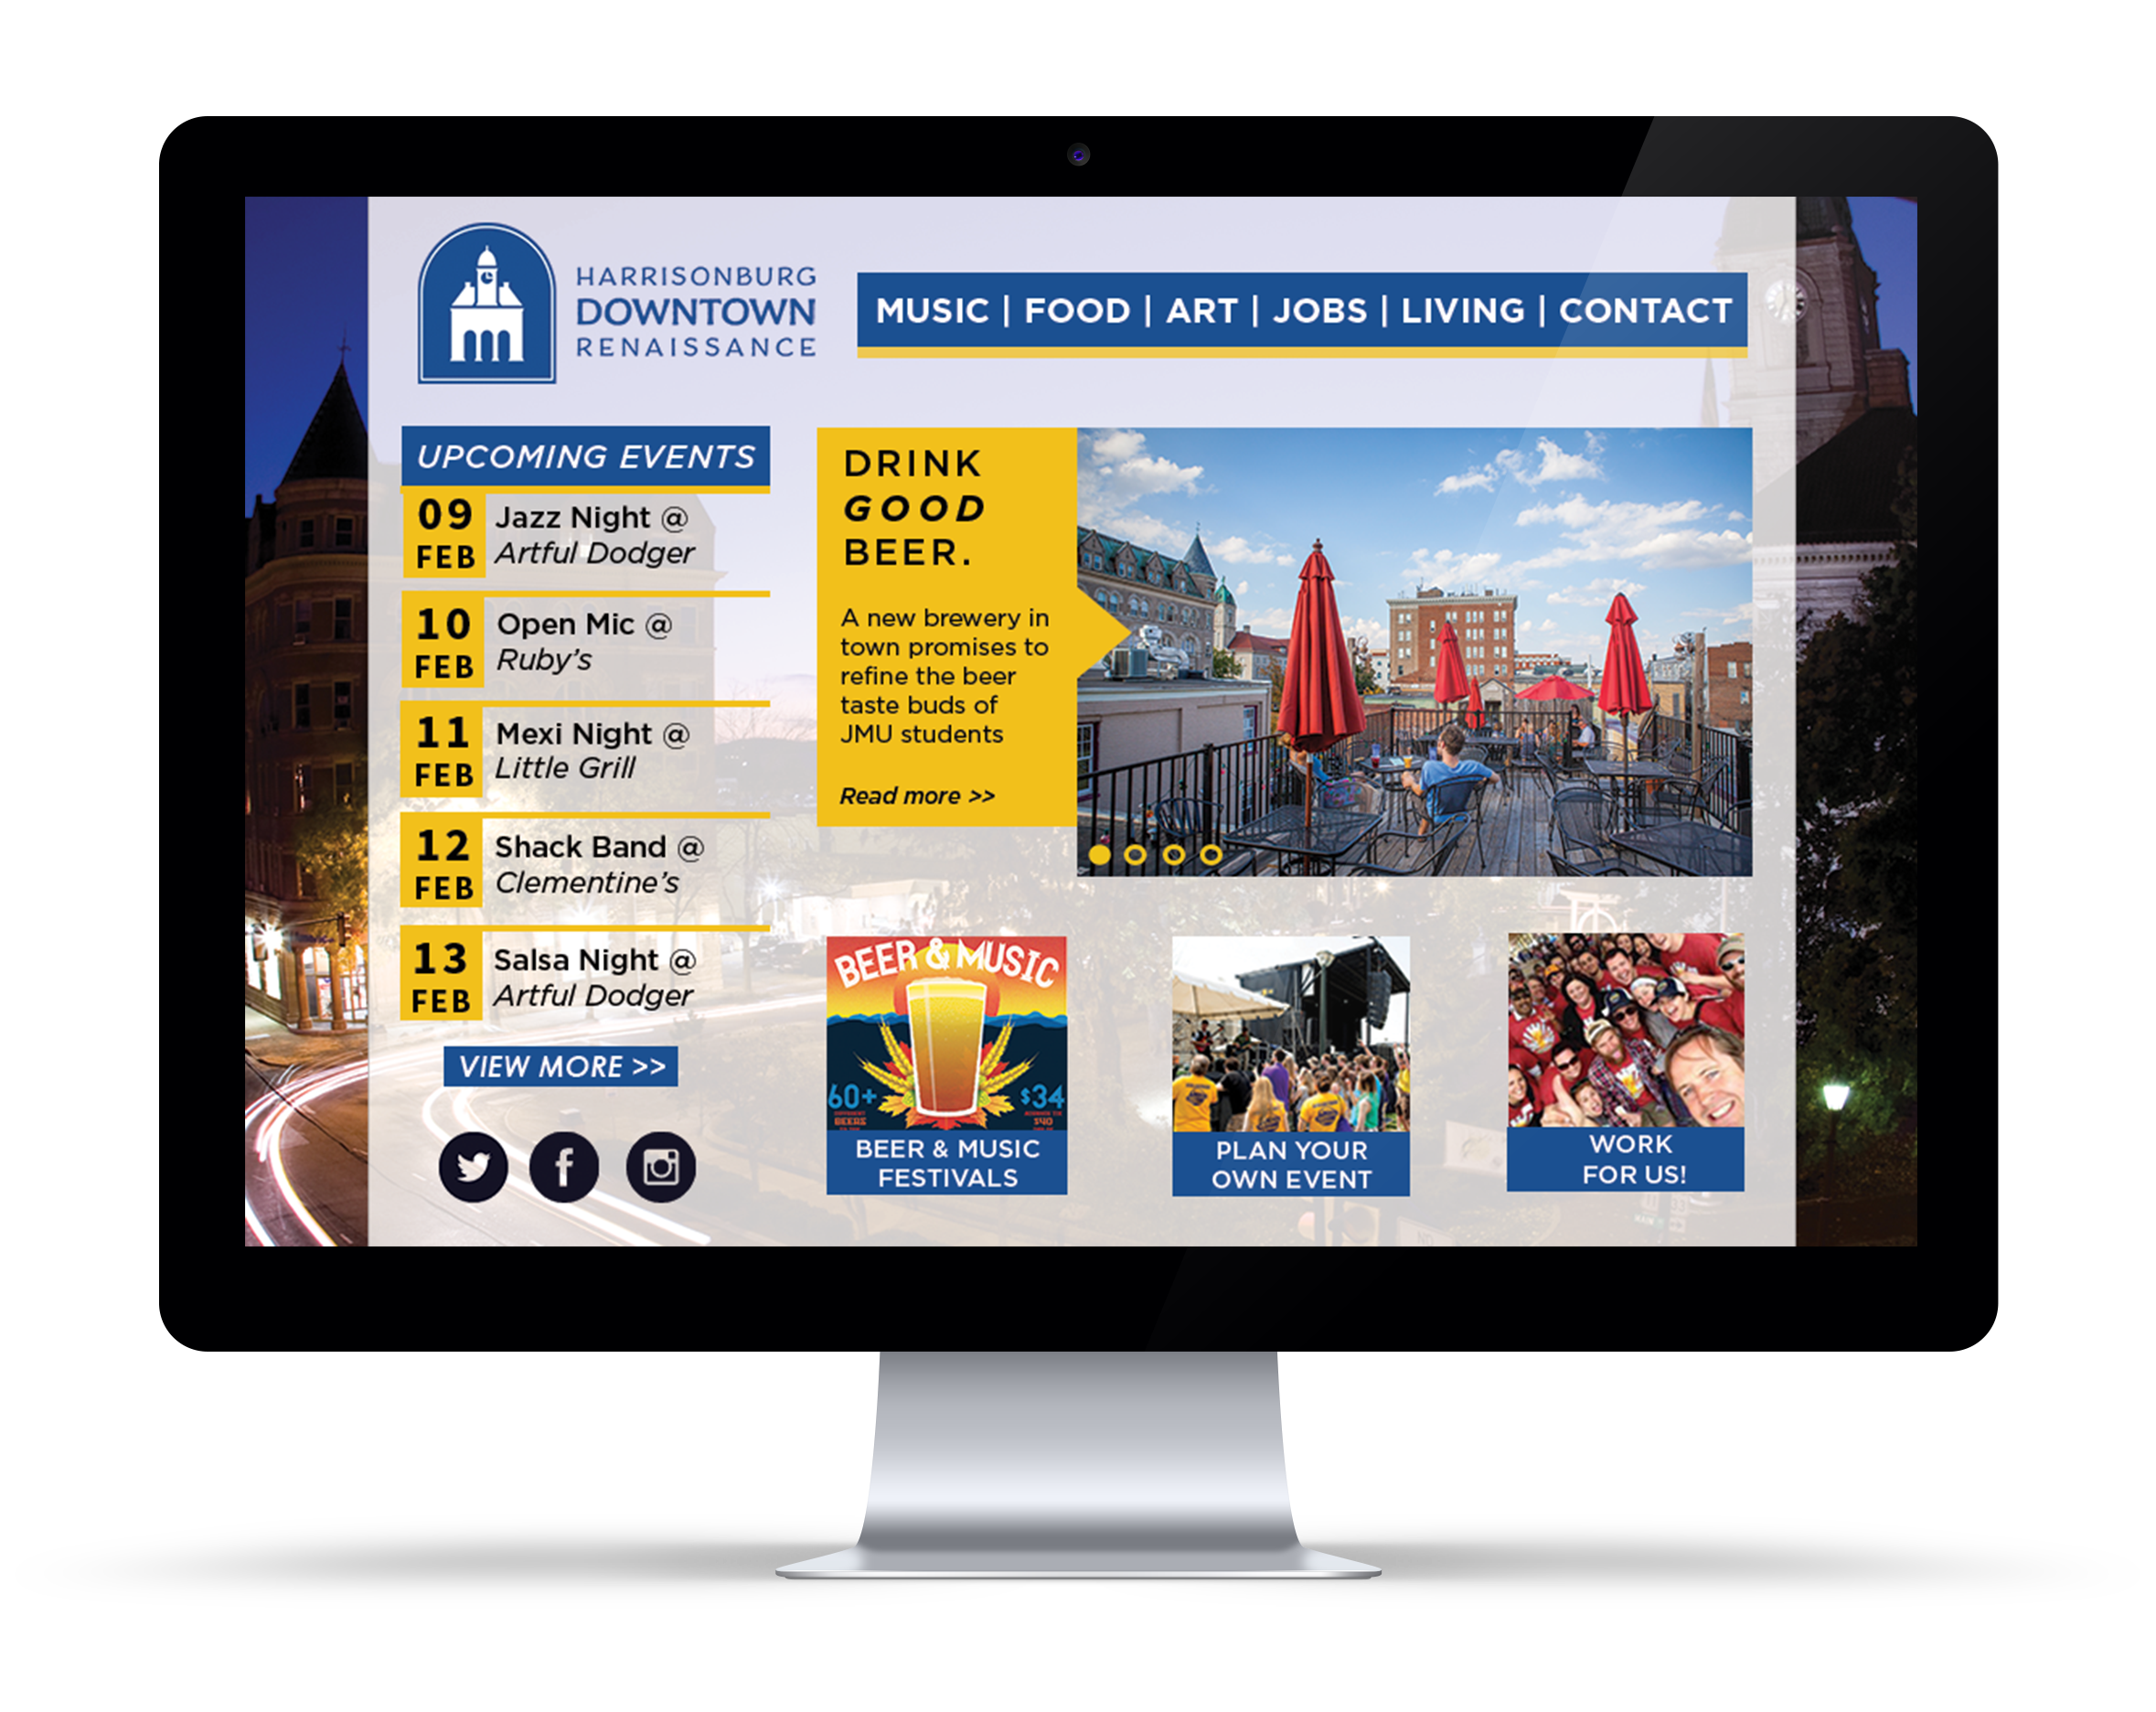 HARRISONBURG
DOWNTOWN
RENAISSANCE
MUSIC | FOOD | ART | JOBS | LIVING | CONTACT
UPCOMING EVENTS
09 FEB
Jazz Night @
Artful Dodger
10 FEB
Open Mic @
Ruby's
11 FEB
Mexi Night @
Little Grill
12 FEB
Shack Band @
Clementine's
13 FEB
Salsa Night @
Artful Dodger
VIEW MORE >>
DRINK
GOOD
BEER.
A new brewery in
town promises to
refine the beer
taste buds of
JMU students
Read more >>
BEER & MUSIC
60+
BEERS
$34
$40
BEER & MUSIC
FESTIVALS
PLAN YOUR
OWN EVENT
WORK
FOR US!